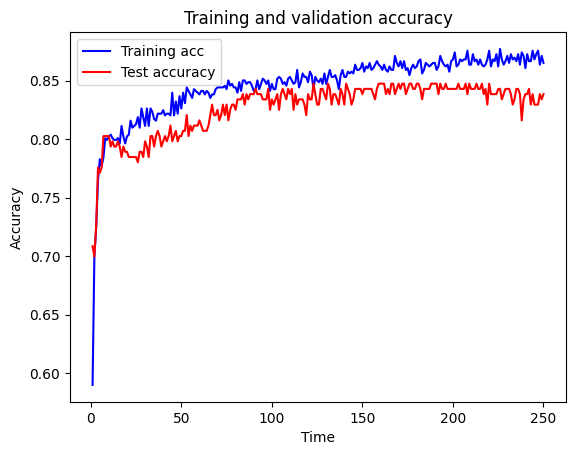 Training and validation accuracy
Training acc
Test accuracy
Accuracy
0.85
0.80
0.75
0.70
0.65
0.60
0 50 100 150 200 250
Time